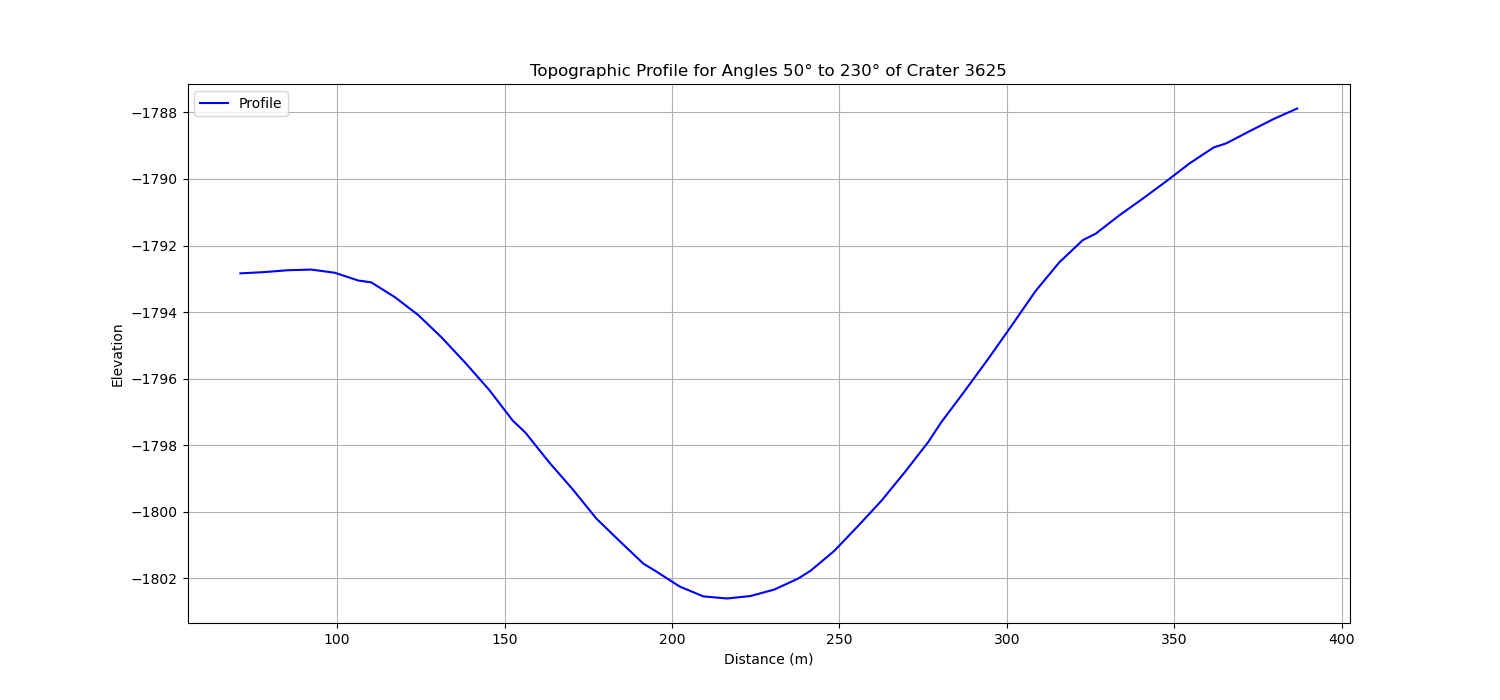 Topographic Profile for Angles 50° to 230° of Crater 3625
Profile
−1788
−1790
−1792
−1794
−1796
−1798
−1800
−1802
Elevation
100 150 200 250 300 350 400
Distance (m)